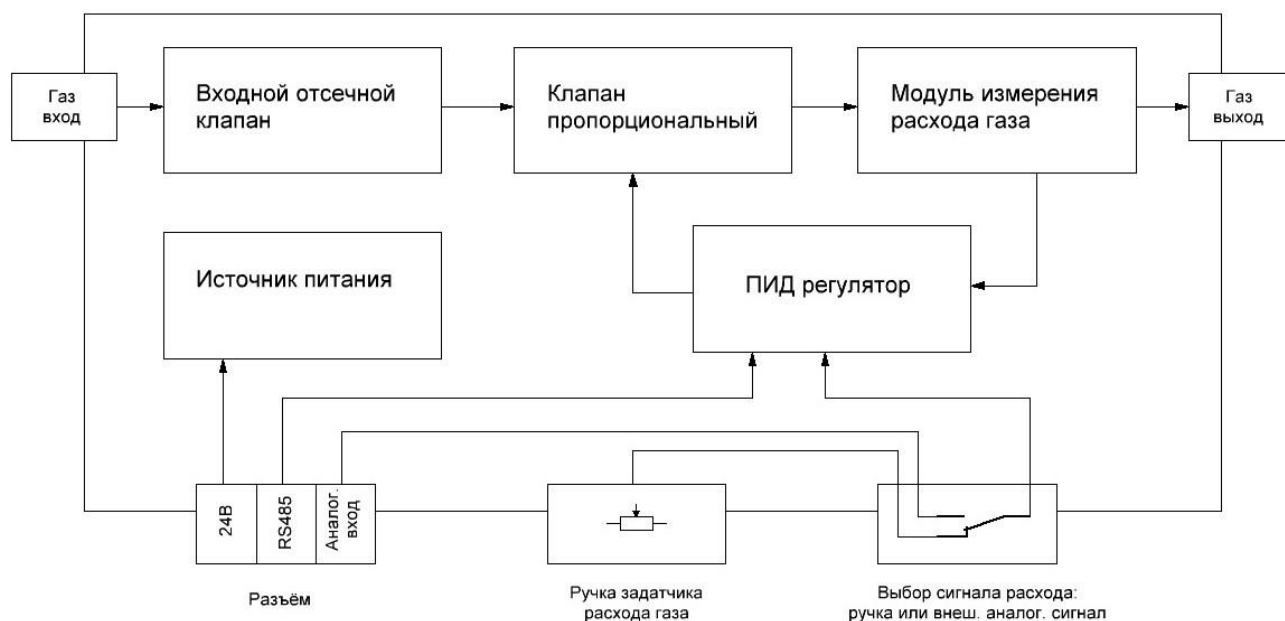 Газ
вход
Входной отсечной
клапан
Клапан
пропорциональный
Модуль измерения
расхода газа
Газ
выход
Источник питания
ПИД регулятор
24В
RS485
Аналог.
вход
Разъём
Ручка задатчика
расхода газа
Выбор сигнала расхода:
ручка или внеш. аналог. сигнал